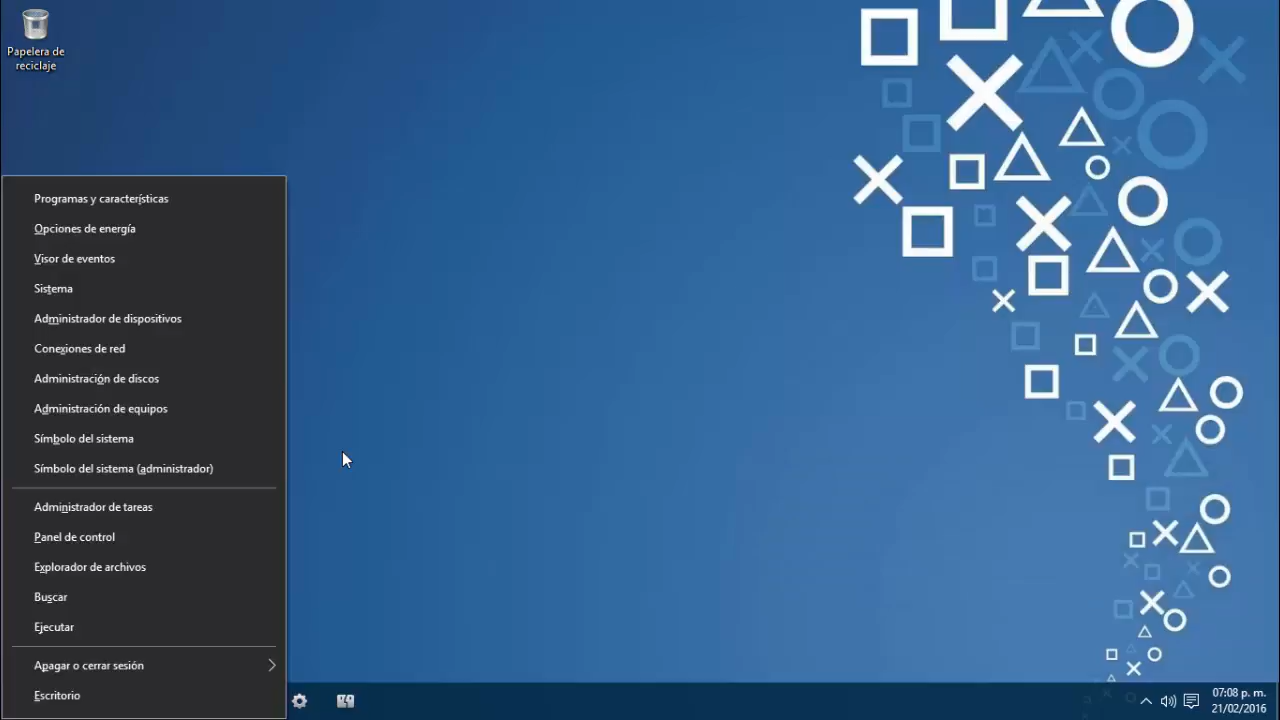 Papelera de
reciclaje
Programas y características
Opciones de energía
Visor de eventos
Sistema
Administrador de dispositivos
Conexiones de red
Administración de discos
Administración de equipos
Símbolo del sistema
Símbolo del sistema (administrador)
Administrador de tareas
Panel de control
Explorador de archivos
Buscar
Ejecutar
Apagar o cerrar sesión
Escritorio
07:08 p. m.
21/02/2016